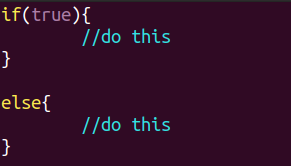 if(true){
        //do this
}

else{
        //do this
}